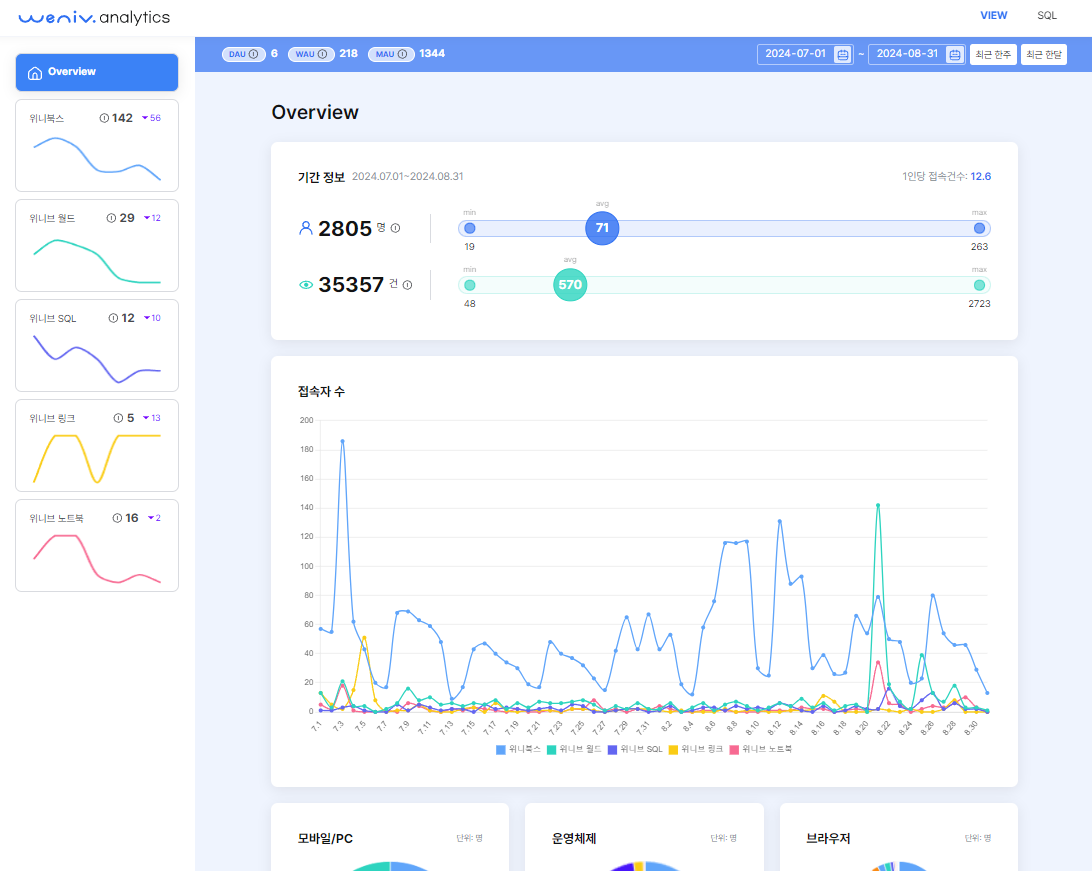 weniv. analytics
VIEW SQL
DAU 6 WAU 218 MAU 1344
2024-07-01 ~ 2024-08-31 최근 한주 최근 한달
Overview
위니북스 142 56
위니브 월드 29 12
위니브 SQL 12 10
위니브 링크 5 13
위니브 노트북 16 2
Overview
기간 정보 2024.07.01~2024.08.31 1인당 접속건수: 12.6
2805 명
min avg max
71
19 263
35357 건
min avg max
570
48 2723
접속자 수
200
180
160
140
120
100
80
60
40
0
20
0
7.1 7.3 7.5 7.7 7.9 7.11 7.13 7.15 7.17 7.19 7.21 7.23 7.25 7.27 7.29 7.31 8.2 8.4 8.6 8.8 8.10 8.12 8.14 8.16 8.18 8.20 8.22 8.24 8.26 8.28 8.30
위니북스 위니브 월드 위니브 SQL 위니브 링크 위니브 노트북
모바일/PC 단위: 명
운영체제 단위: 명
브라우저 단위: 명